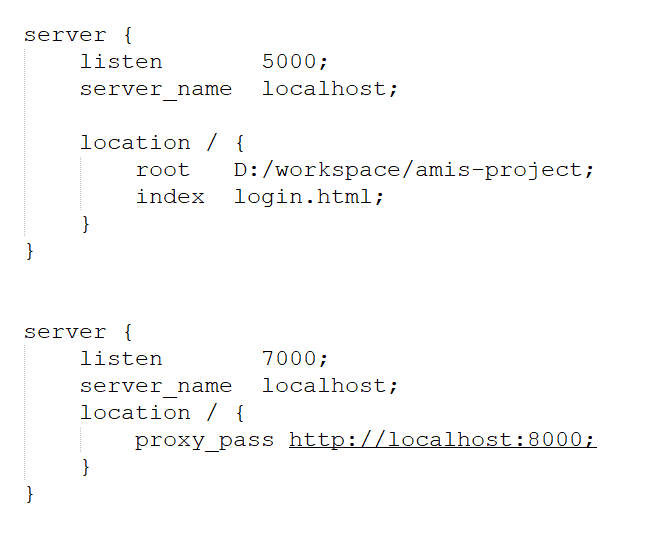 server {
    listen       5000;
    server_name  localhost;
    location / {
        root   D:/workspace/amis-project;
        index  login.html;
    }
}
server {
    listen       7000;
    server_name  localhost;
    location / {
        proxy_pass http://localhost:8000;
    }
}